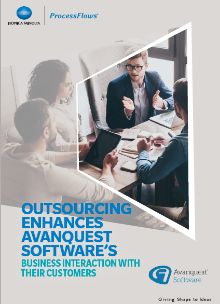 KONICA MINOLTA
ProcessFlows
OUTSOURCING
ENHANCES
AVANQUEST
SOFTWARE'S
BUSINESS INTERACTION WITH
THEIR CUSTOMERS
Avanquest
Software
Giving Shape to Ideas